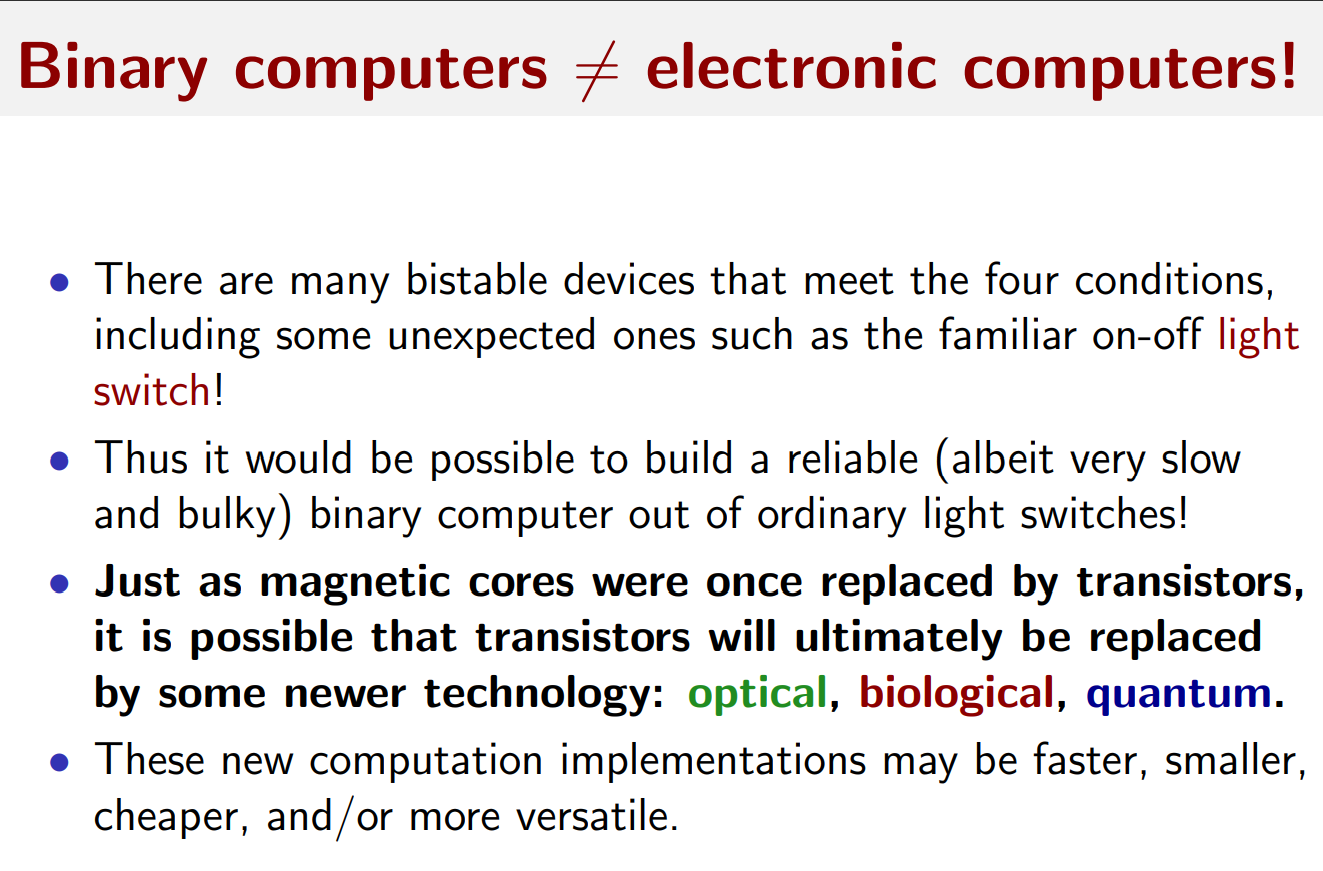 Binary computers ≠ electronic computers!
• There are many bistable devices that meet the four conditions,
including some unexpected ones such as the familiar on-off light
switch!
• Thus it would be possible to build a reliable (albeit very slow
and bulky) binary computer out of ordinary light switches!
• Just as magnetic cores were once replaced by transistors,
it is possible that transistors will ultimately be replaced
by some newer technology: optical, biological, quantum.
• These new computation implementations may be faster, smaller,
cheaper, and/or more versatile.